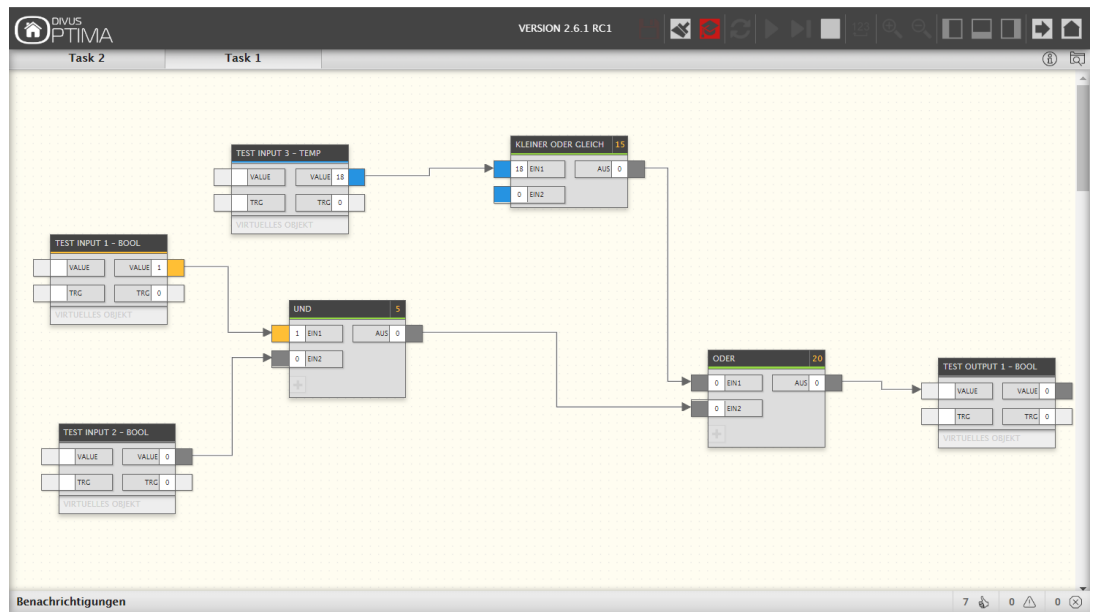 DIVUS
OPTIMA
VERSION 2.6.1 RC1
Task 2
Task 1
TEST INPUT 3 - TEMP
VALUE VALUE 18
TRG TRG 0
VIRTUELLES OBJEKT
KLEINER ODER GLEICH 15
18 EIN1 AUS 0
0 EIN2
TEST INPUT 1 - BOOL
VALUE VALUE 1
TRG TRG 0
VIRTUELLES OBJEKT
UND 5
1 EIN1 AUS 0
0 EIN2
+
ODER 20
0 EIN1 AUS 0
0 EIN2
+
TEST OUTPUT 1 - BOOL
VALUE VALUE 0
TRG TRG 0
VIRTUELLES OBJEKT
TEST INPUT 2 - BOOL
VALUE VALUE 0
TRG TRG 0
VIRTUELLES OBJEKT
Benachrichtigungen
7 0 0